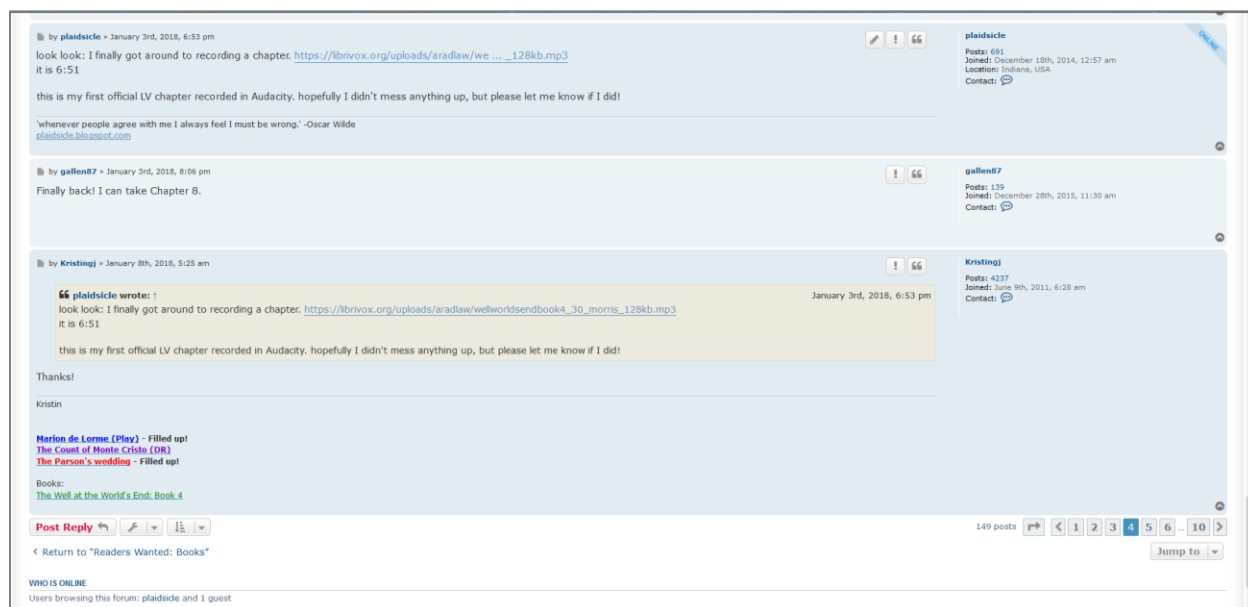 by plaidsicle » January 3rd, 2018, 6:53 pm
look look: I finally got around to recording a chapter. https://librivox.org/uploads/aradlaw/we ... _128kb.mp3
it is 6:51
this is my first official LV chapter recorded in Audacity. hopefully I didn't mess anything up, but please let me know if I did!
'whenever people agree with me I always feel I must be wrong.' -Oscar Wilde
plaidsicle.blogspot.com
plaidsicle
Posts: 691
Joined: December 18th, 2014, 12:57 am
Location: Indiana, USA
Contact:
ONLINE
by gallen87 » January 3rd, 2018, 8:06 pm
Finally back! I can take Chapter 8.
gallen87
Posts: 139
Joined: December 28th, 2015, 11:30 am
Contact:
by Kristingj » January 8th, 2018, 5:25 am
plaidsicle wrote: ↑ January 3rd, 2018, 6:53 pm
look look: I finally got around to recording a chapter. https://librivox.org/uploads/aradlaw/wellworldsendbook4_30_morris_128kb.mp3
it is 6:51
this is my first official LV chapter recorded in Audacity. hopefully I didn't mess anything up, but please let me know if I did!
Thanks!
Kristin
Marion de Lorme (Play) - Filled up!
The Count of Monte Cristo (DR)
The Parson's wedding - Filled up!
Books:
The Well at the World's End: Book 4
Kristingj
Posts: 4237
Joined: June 9th, 2011, 6:28 am
Contact:
Post Reply
149 posts 1 2 3 4 5 6 … 10
Return to "Readers Wanted: Books"
Jump to
WHO IS ONLINE
Users browsing this forum: plaidsicle and 1 guest